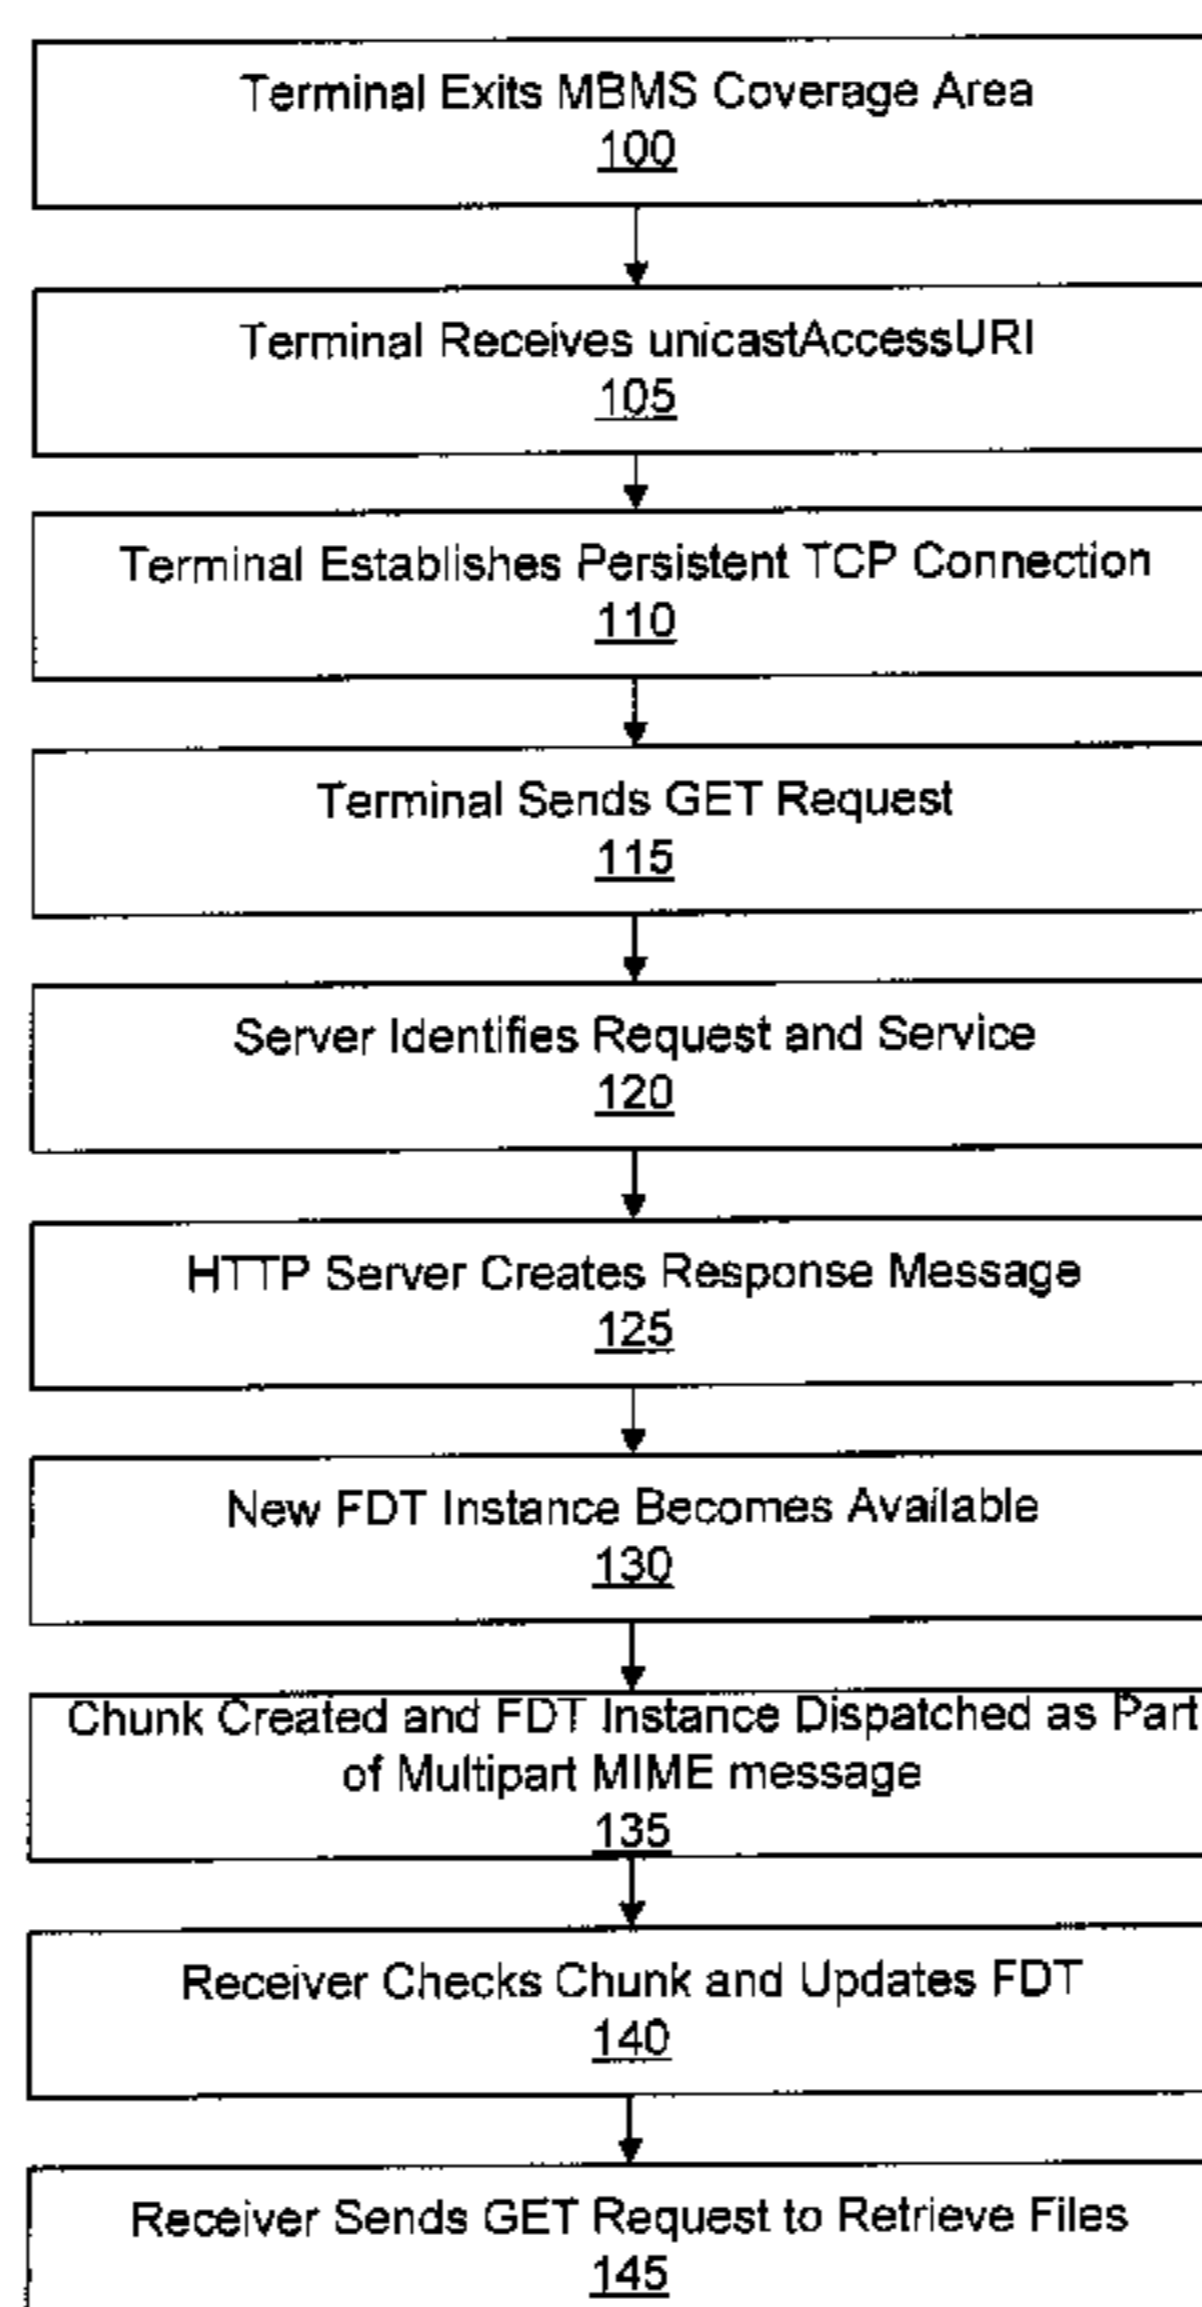 Terminal Exits MBMS Coverage Area
100
Terminal Receives unicastAccessURI
105
Terminal Establishes Persistent TCP Connection
110
Terminal Sends GET Request
115
Server Identifies Request and Service
120
HTTP Server Creates Response Message
125
New FDT Instance Becomes Available
130
Chunk Created and FDT Instance Dispatched as Part
of Multipart MIME message
135
Receiver Checks Chunk and Updates FDT
140
Receiver Sends GET Request to Retrieve Files
145